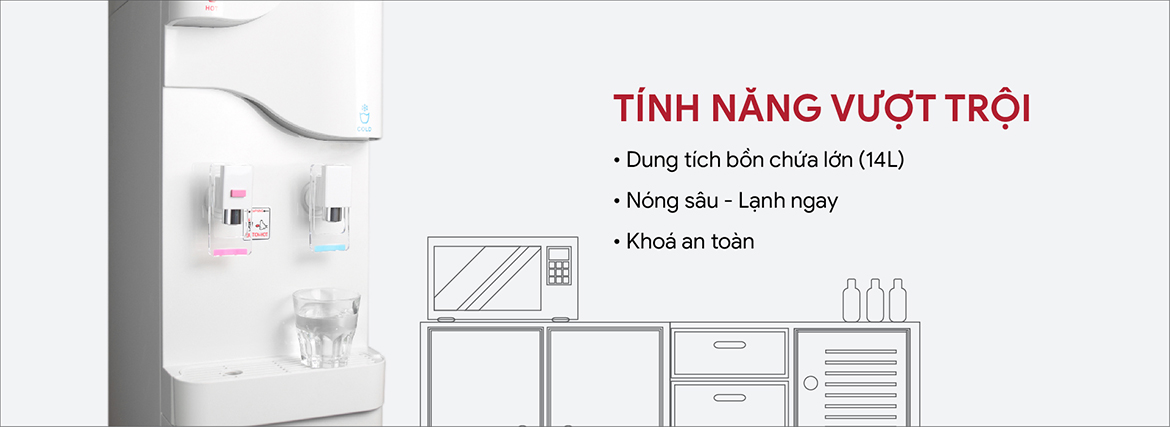 HOT
COLD
TÍNH NĂNG VƯỢT TRỘI
• Dung tích bồn chứa lớn (14L)
• Nóng sâu - Lạnh ngay
• Khoá an toàn